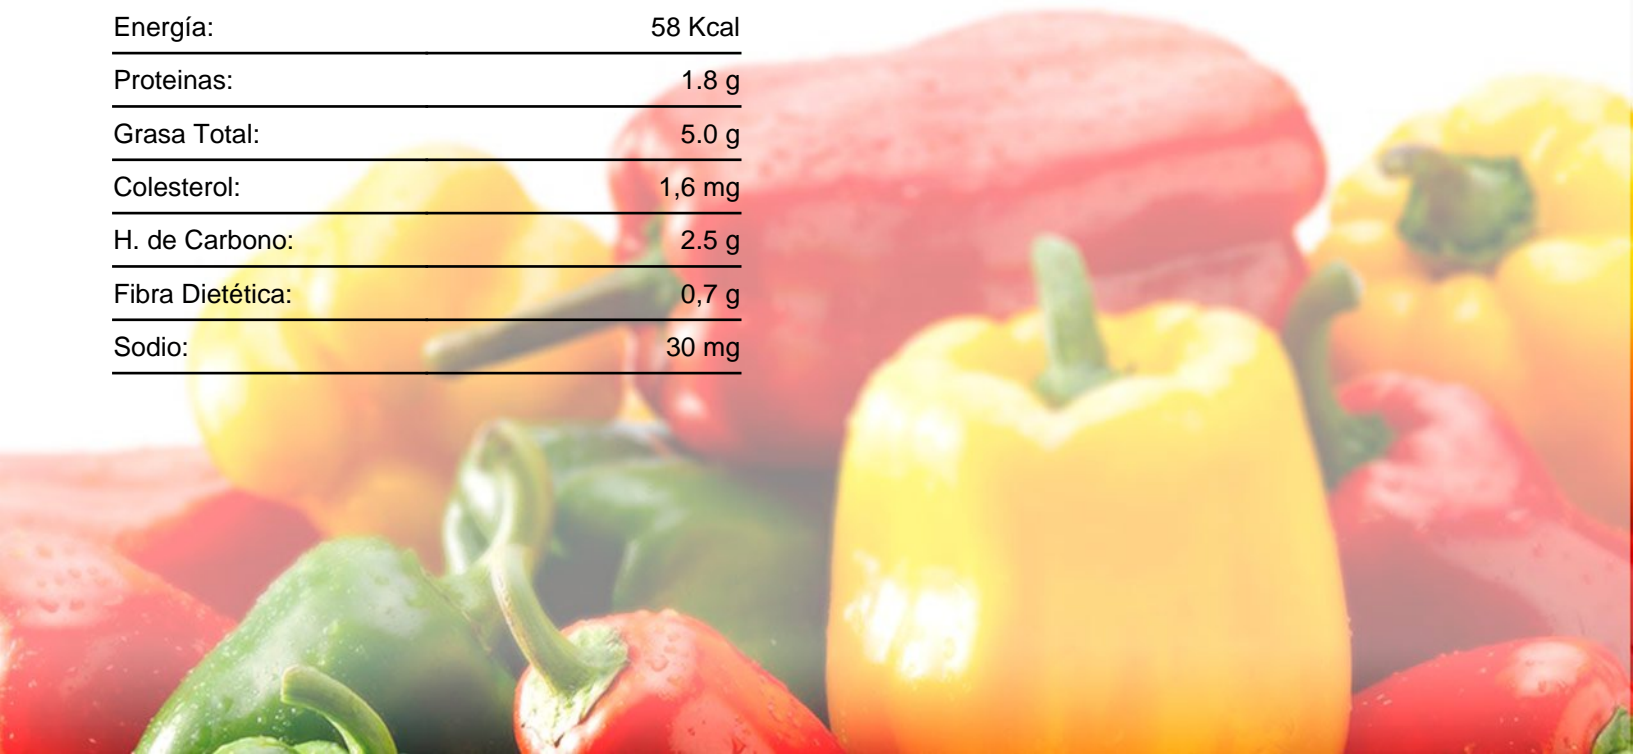 Energía: 58 Kcal
Proteinas: 1.8 g
Grasa Total: 5.0 g
Colesterol: 1,6 mg
H. de Carbono: 2.5 g
Fibra Dietética: 0,7 g
Sodio: 30 mg